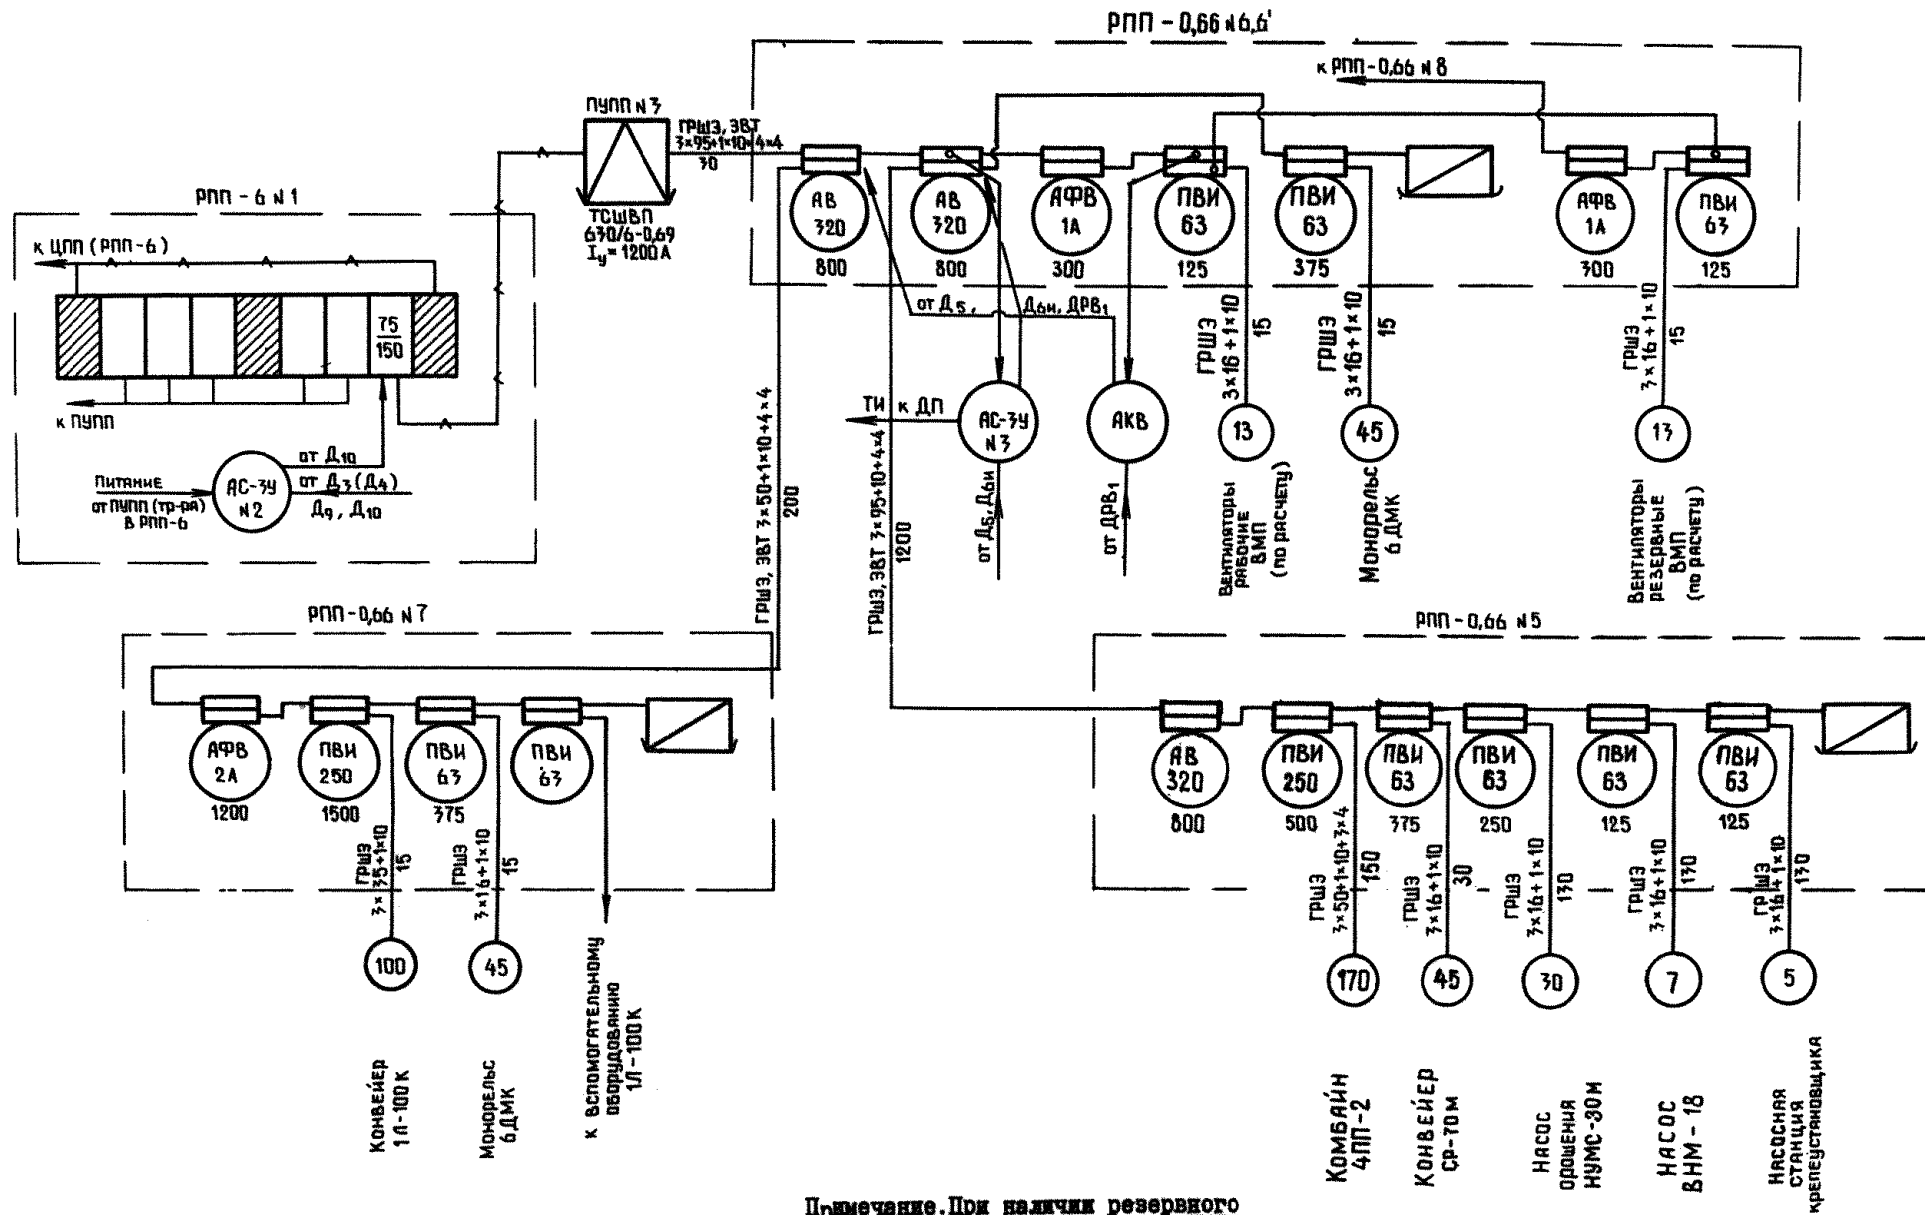 РПП - 0,66 N 6,6'
к РПП-0,66 N 8
ПУПП N 3
ГРШЭ, ЭВТ
3×95+1×10+4×4
30
ТСШВП
630/6-0,69
Iу = 1200 А
АВ
320
800
АВ
320
800
АФВ
1А
300
ПВИ
63
125
ПВИ
63
375
АФВ
1А
300
ПВИ
63
125
РПП - 6 N 1
к ЦПП (РПП-6)
75
150
к ПУПП
от Д10
Питание
от ПУПП (тр-ра)
в РПП-6
АС-3У
N 2
от Д3 (Д4)
Д9, Д10
от Д5,
Д6и, ДРВ1
ТИ к ДП
АС-3У
N 3
АКВ
от Д5, Д6и
от ДРВ1
ГРШЭ
3×16+1×10
15
13
Вентиляторы
рабочие
ВМП
(по расчету)
ГРШЭ
3×16+1×10
15
45
Монорельс
6 ДМК
ГРШЭ
3×16+1×10
15
13
Вентиляторы
резервные
ВМП
(по расчету)
ГРШЭ, ЭВТ 3×50+1×10+4×4
200
ГРШЭ, ЭВТ 3×95+10+4×4
1200
РПП-0,66 N 7
АФВ
2А
1200
ПВИ
250
1500
ПВИ
63
375
ПВИ
63
ГРШЭ
3×35+1×10
15
100
Конвейер
1Л-100К
ГРШЭ
3×16+1×10
15
45
Монорельс
6 ДМК
к вспомогательному
оборудованию
1Л-100К
РПП-0,66 N 5
АВ
320
800
ПВИ
250
500
ПВИ
63
375
ПВИ
63
250
ПВИ
63
125
ПВИ
63
125
ГРШЭ
3×50+1×10+3×4
150
170
Комбайн
4ПП-2
ГРШЭ
3×16+1×10
30
45
Конвейер
СР-70М
ГРШЭ
3×16+1×10
130
30
Насос
орошения
НУМС-30М
ГРШЭ
3×16+1×10
130
7
Насос
ВНМ-18
ГРШЭ
3×16+1×10
130
5
Насосная
станция
крепеустановщика
Примечание. При наличии резервного